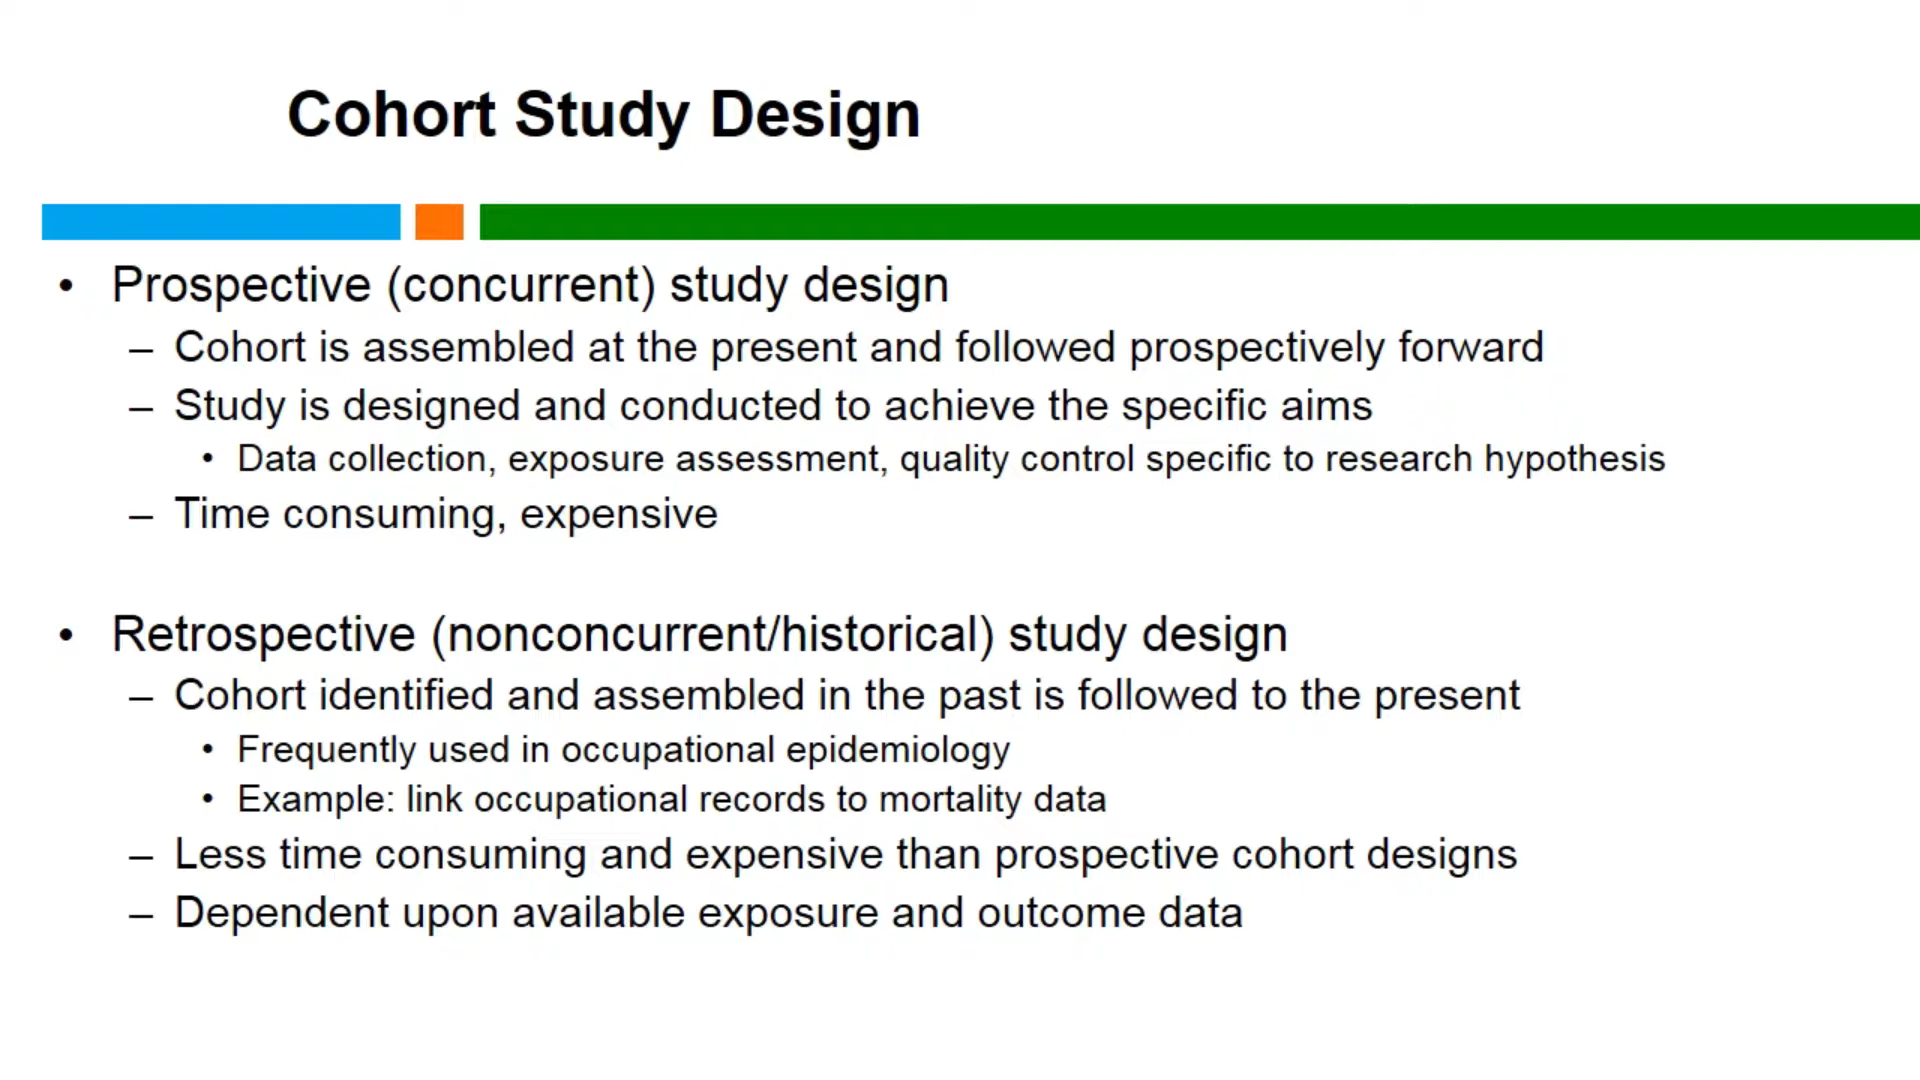 Cohort Study Design
• Prospective (concurrent) study design
– Cohort is assembled at the present and followed prospectively forward
– Study is designed and conducted to achieve the specific aims
• Data collection, exposure assessment, quality control specific to research hypothesis
– Time consuming, expensive
• Retrospective (nonconcurrent/historical) study design
– Cohort identified and assembled in the past is followed to the present
• Frequently used in occupational epidemiology
• Example: link occupational records to mortality data
– Less time consuming and expensive than prospective cohort designs
– Dependent upon available exposure and outcome data